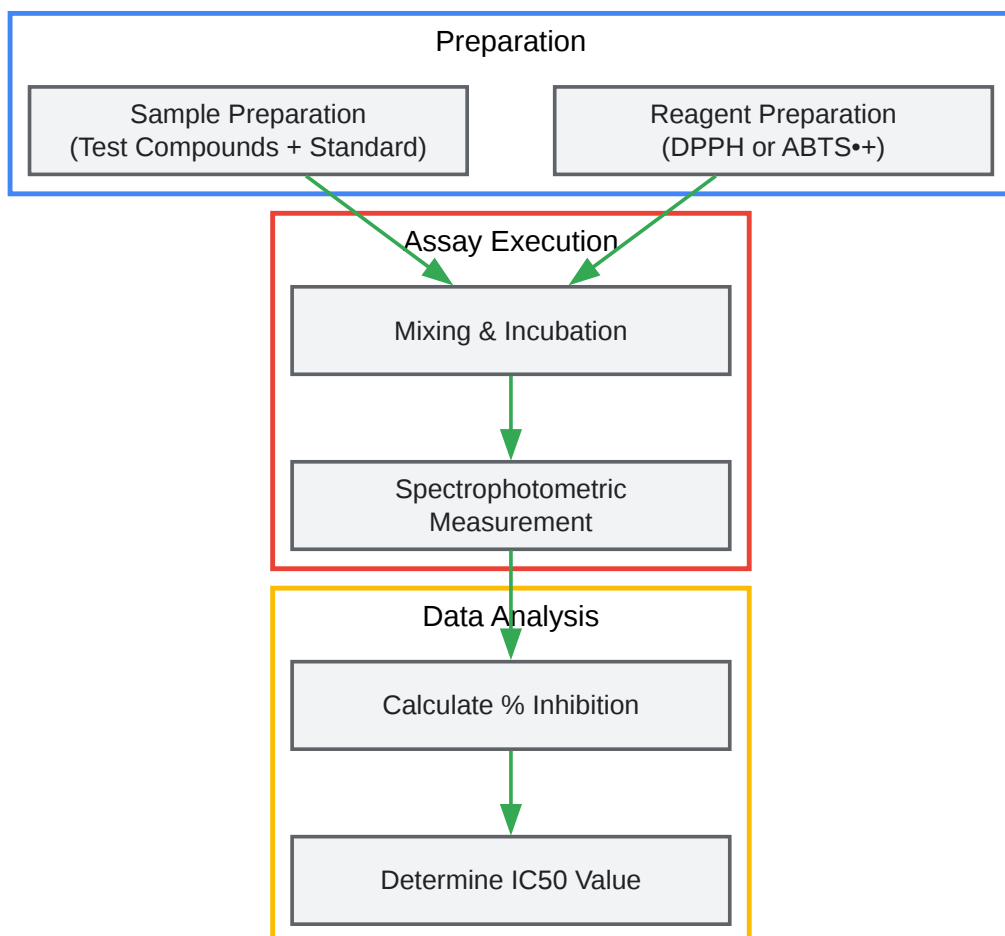 Preparation
Sample Preparation
(Test Compounds + Standard)
Reagent Preparation
(DPPH or ABTS•+)
Assay Execution
Mixing & Incubation
Spectrophotometric
Measurement
Data Analysis
Calculate % Inhibition
Determine IC50 Value